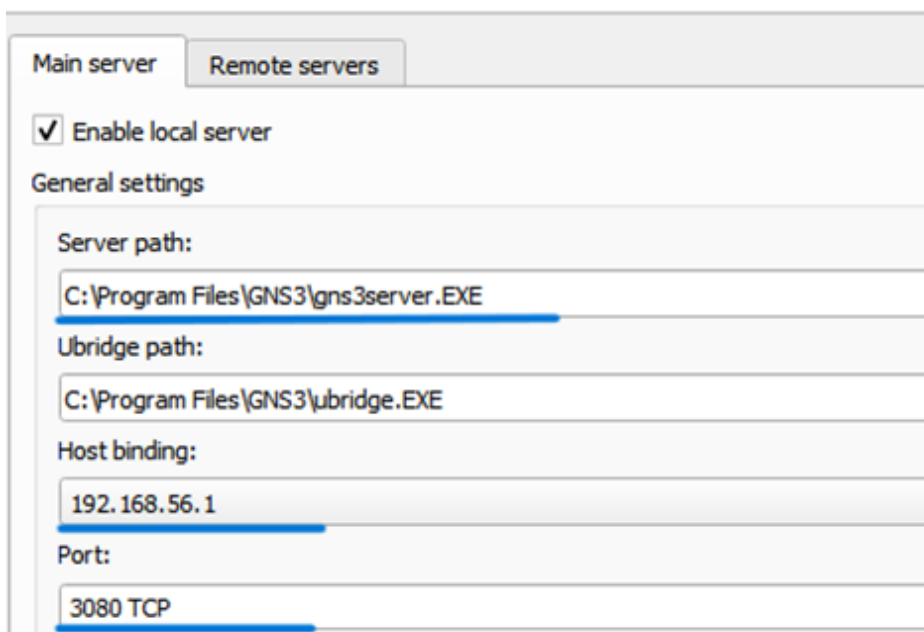 Main server
Remote servers
Enable local server
General settings
Server path:
C:\Program Files\GNS3\gns3server.EXE
Ubridge path:
C:\Program Files\GNS3\ubridge.EXE
Host binding:
192.168.56.1
Port:
3080 TCP